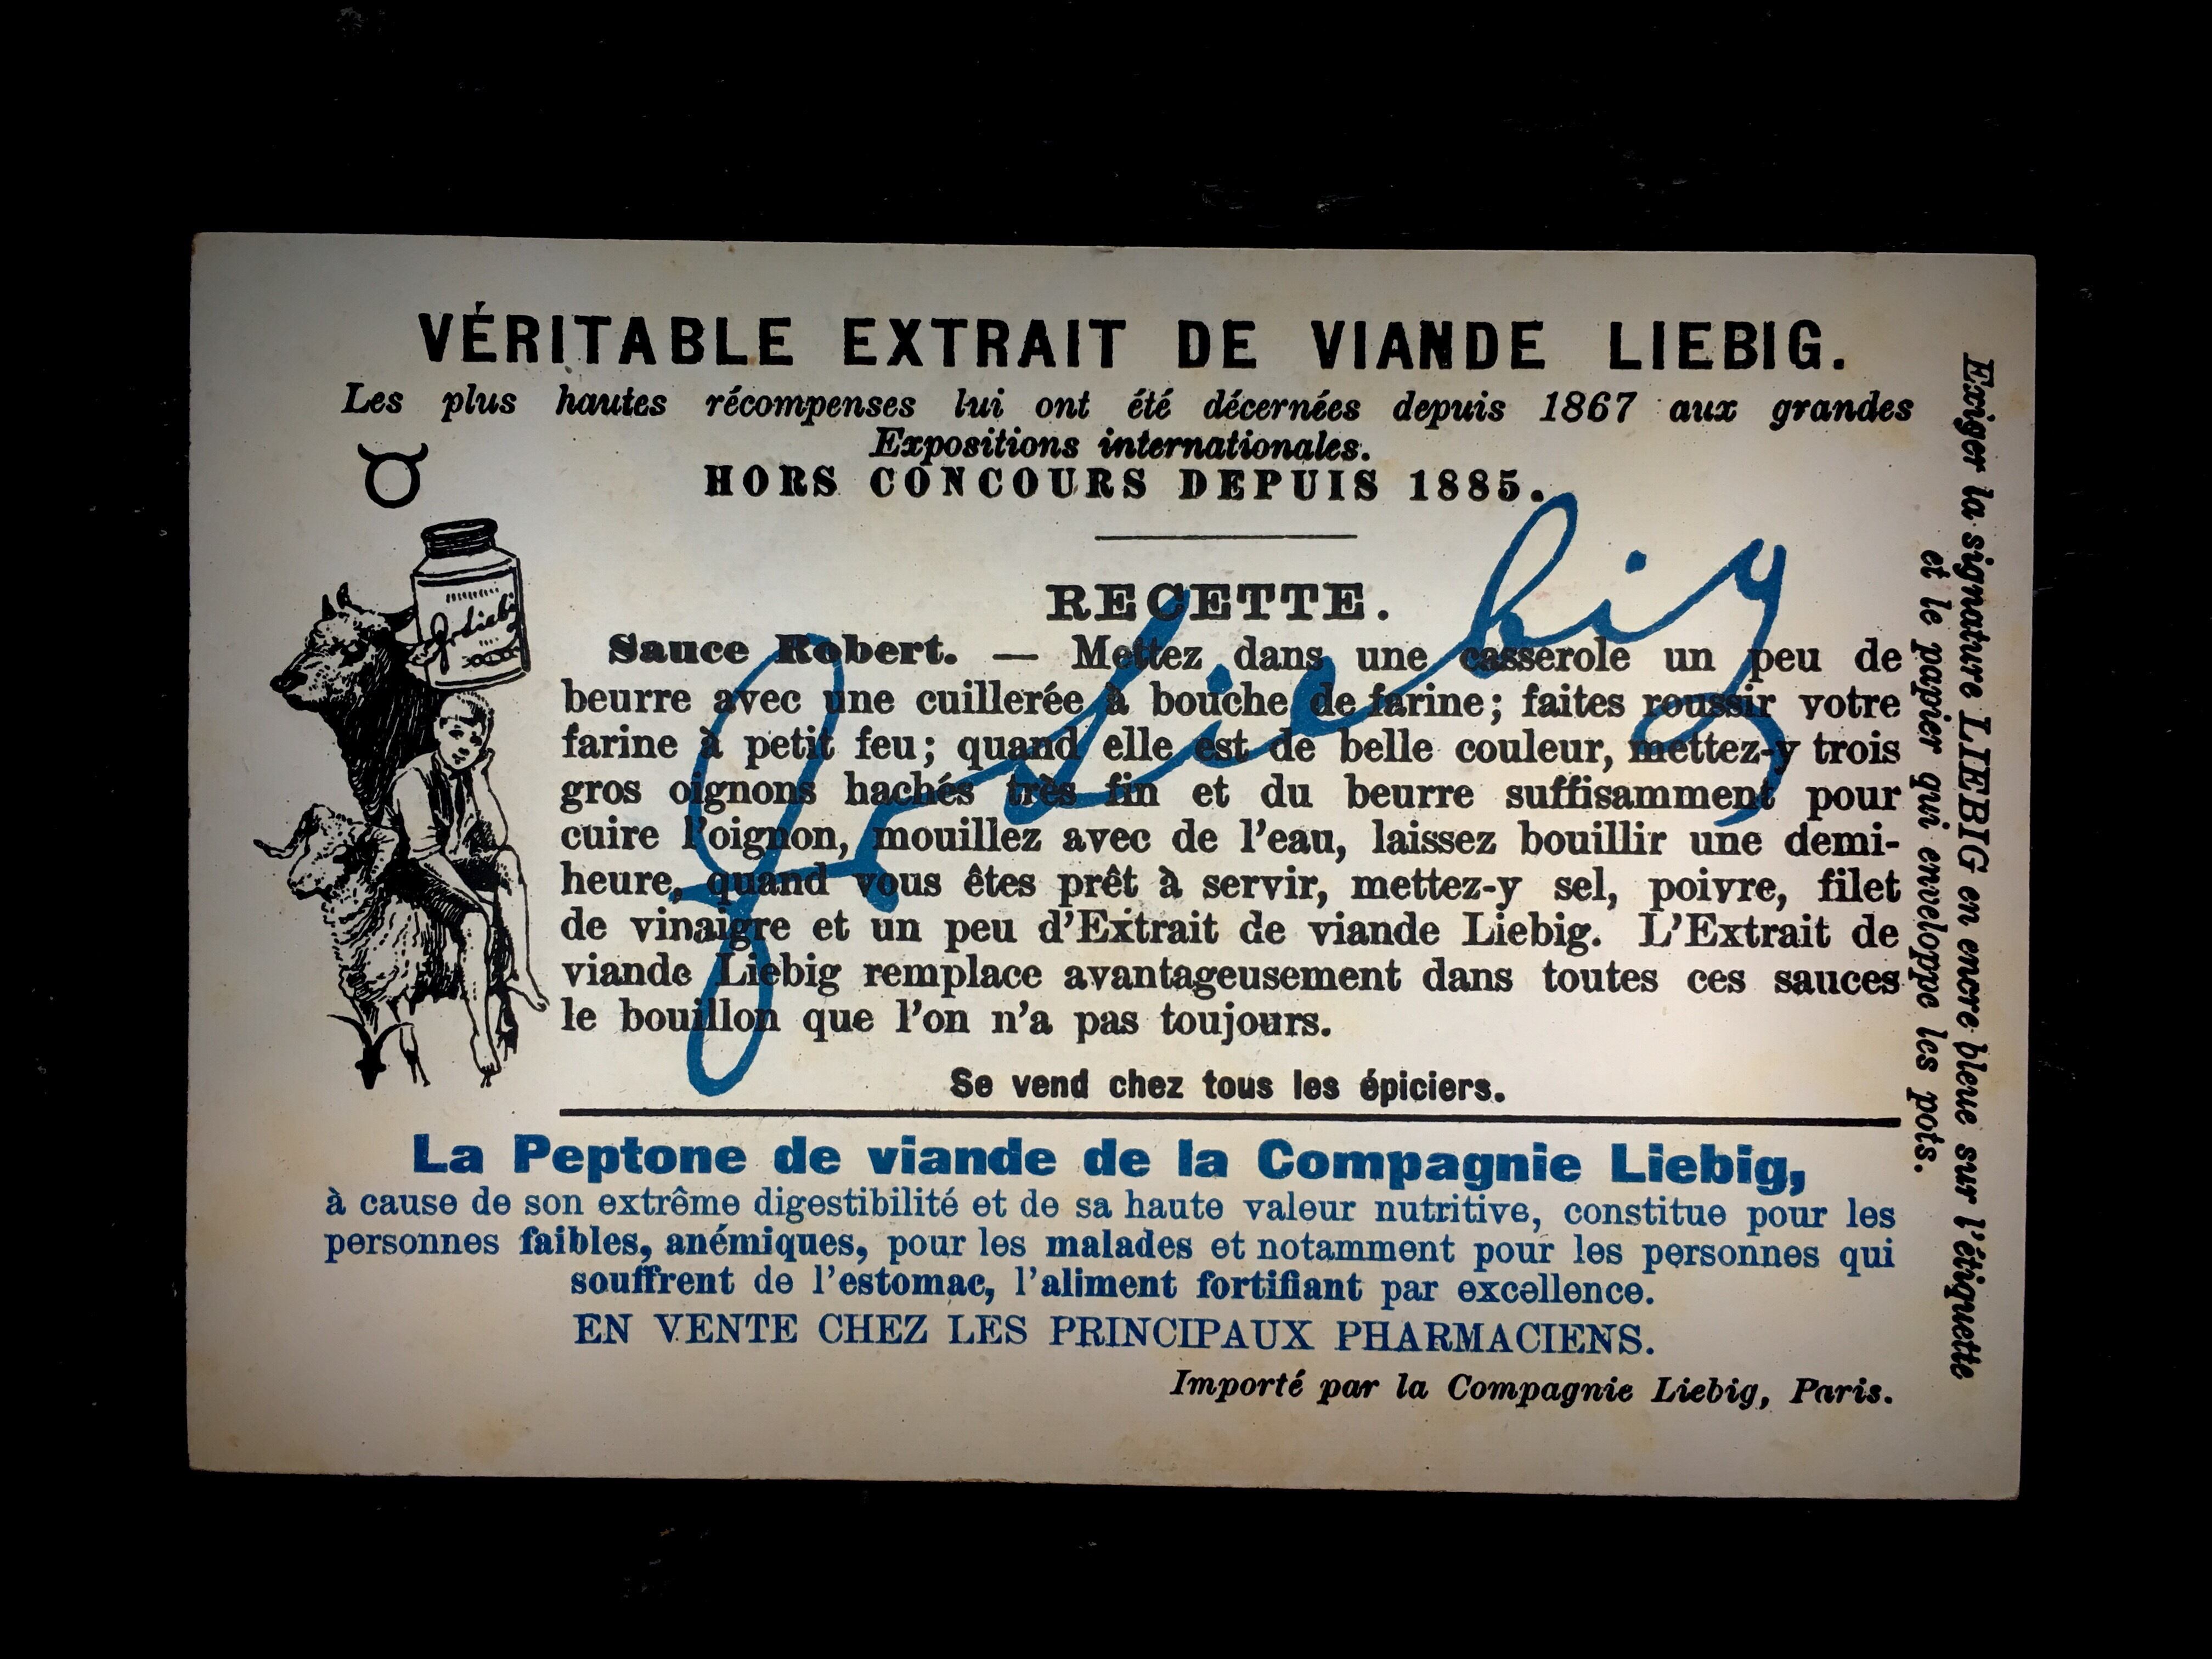 VÉRITABLE EXTRAIT DE VIANDE LIEBIG.
Les plus hautes récompenses lui ont été décernées depuis 1867 aux grandes
Expositions internationales.
HORS CONCOURS DEPUIS 1885.
RECETTE.
Sauce Robert. — Mettez dans une casserole un peu de
beurre avec une cuillerée à bouche de farine; faites roussir votre
farine à petit feu; quand elle est de belle couleur, mettez-y trois
gros oignons hachés très fin et du beurre suffisamment pour
cuire l'oignon, mouillez avec de l'eau, laissez bouillir une demi-
heure, quand vous êtes prêt à servir, mettez-y sel, poivre, filet
de vinaigre et un peu d'Extrait de viande Liebig. L'Extrait de
viande Liebig remplace avantageusement dans toutes ces sauces
le bouillon que l'on n'a pas toujours.
JvLiebig
Se vend chez tous les épiciers.
La Peptone de viande de la Compagnie Liebig,
à cause de son extrême digestibilité et de sa haute valeur nutritive, constitue pour les
personnes faibles, anémiques, pour les malades et notamment pour les personnes qui
souffrent de l'estomac, l'aliment fortifiant par excellence.
EN VENTE CHEZ LES PRINCIPAUX PHARMACIENS.
Importé par la Compagnie Liebig, Paris.
Exiger la signature LIEBIG en encre bleue sur l'étiquette
et le papier qui enveloppe les pots.